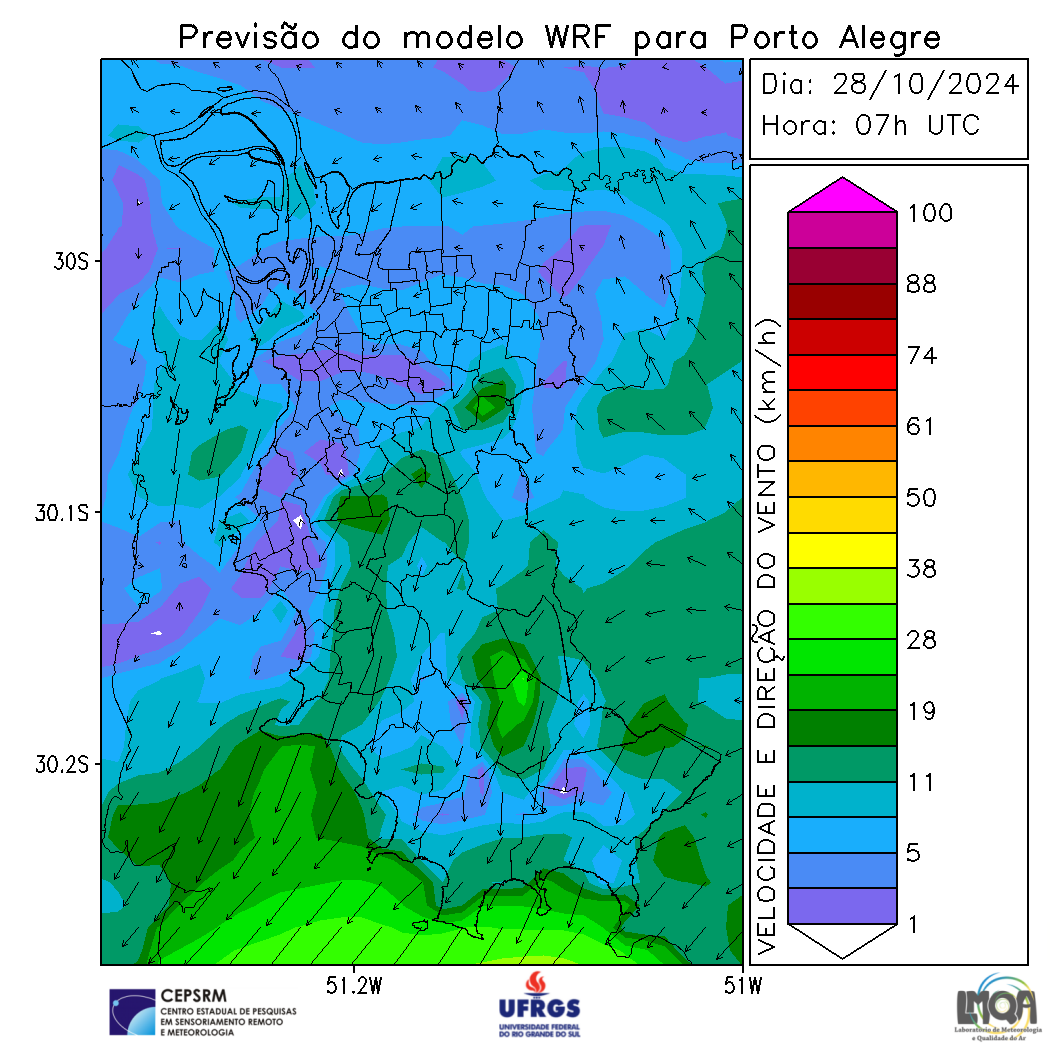 Previsão do modelo WRF para Porto Alegre
Dia: 28/10/2024
Hora: 07h UTC
30S
30.1S
30.2S
51.2W
51W
VELOCIDADE E DIREÇÃO DO VENTO (km/h)
100
88
74
61
50
38
28
19
11
5
1
CEPSRM
CENTRO ESTADUAL DE PESQUISAS
EM SENSORIAMENTO REMOTO
E METEOROLOGIA
UFRGS
UNIVERSIDADE FEDERAL
DO RIO GRANDE DO SUL
LMQA
Laboratório de Meteorologia
e Qualidade do Ar